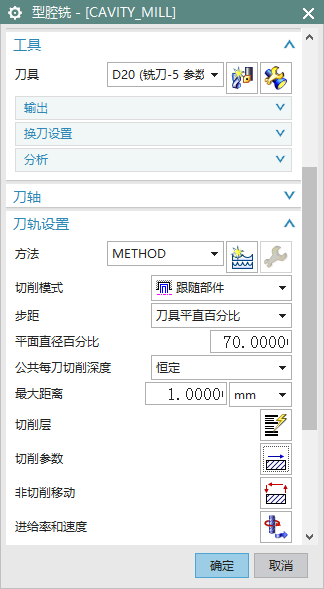 型腔铣 - [CAVITY_MILL]
工具
刀具 D20 (铣刀-5 参数
输出
换刀设置
分析
刀轴
刀轨设置
方法 METHOD
切削模式 跟随部件
步距 刀具平直百分比
平面直径百分比 70.0000
公共每刀切削深度 恒定
最大距离 1.0000 mm
切削层
切削参数
非切削移动
进给率和速度
确定 取消